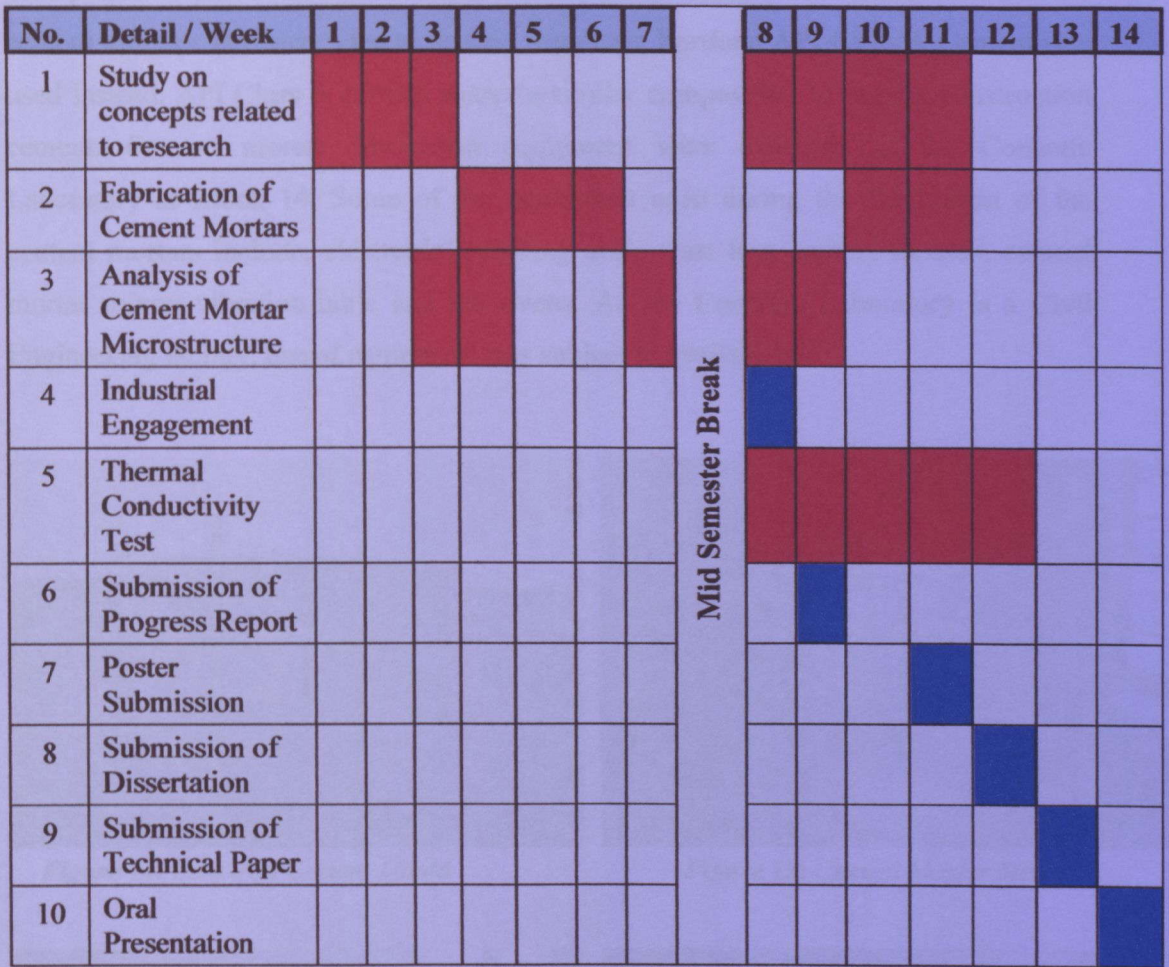 No. Detail / Week 1 2 3 4 5 6 7 8 9 10 11 12 13 14
1 Study on
concepts related
to research
2 Fabrication of
Cement Mortars
3 Analysis of
Cement Mortar
Microstructure
4 Industrial
Engagement
5 Thermal
Conductivity
Test
6 Submission of
Progress Report
7 Poster
Submission
8 Submission of
Dissertation
9 Submission of
Technical Paper
10 Oral
Presentation
Mid Semester Break